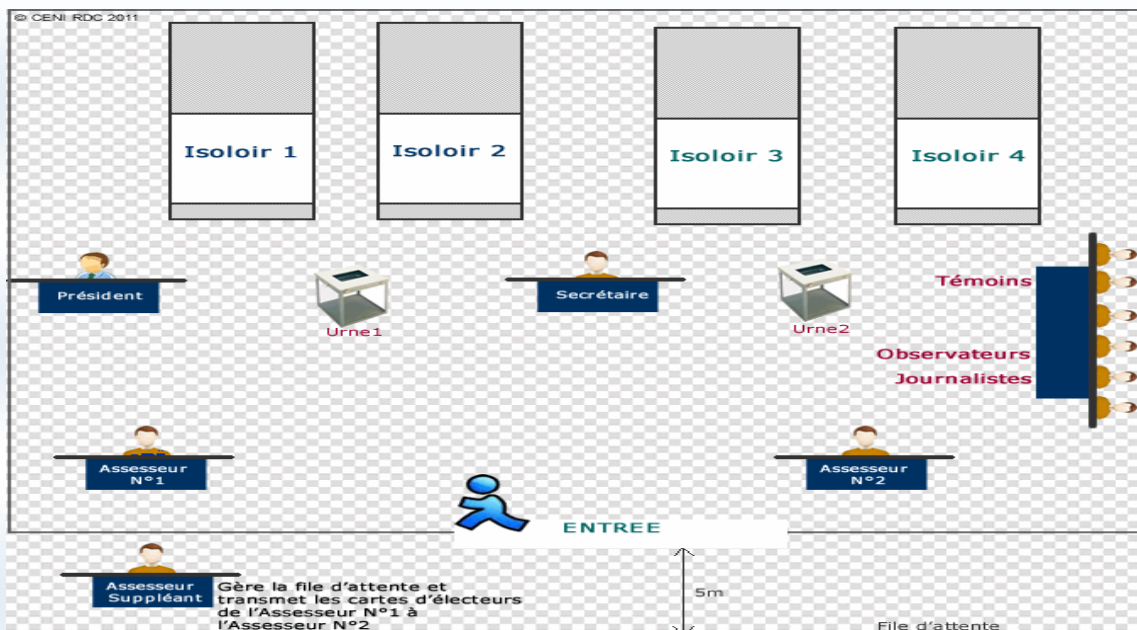 © CENI RDC 2011
Isoloir 1
Isoloir 2
Isoloir 3
Isoloir 4
Président
Urne1
Secrétaire
Urne2
Témoins
Observateurs
Journalistes
Assesseur
N°1
Assesseur
N°2
ENTREE
Assesseur
Suppléant
Gère la file d'attente et
transmet les cartes d'électeurs
de l'Assesseur N°1 à
l'Assesseur N°2
5m
File d'attente